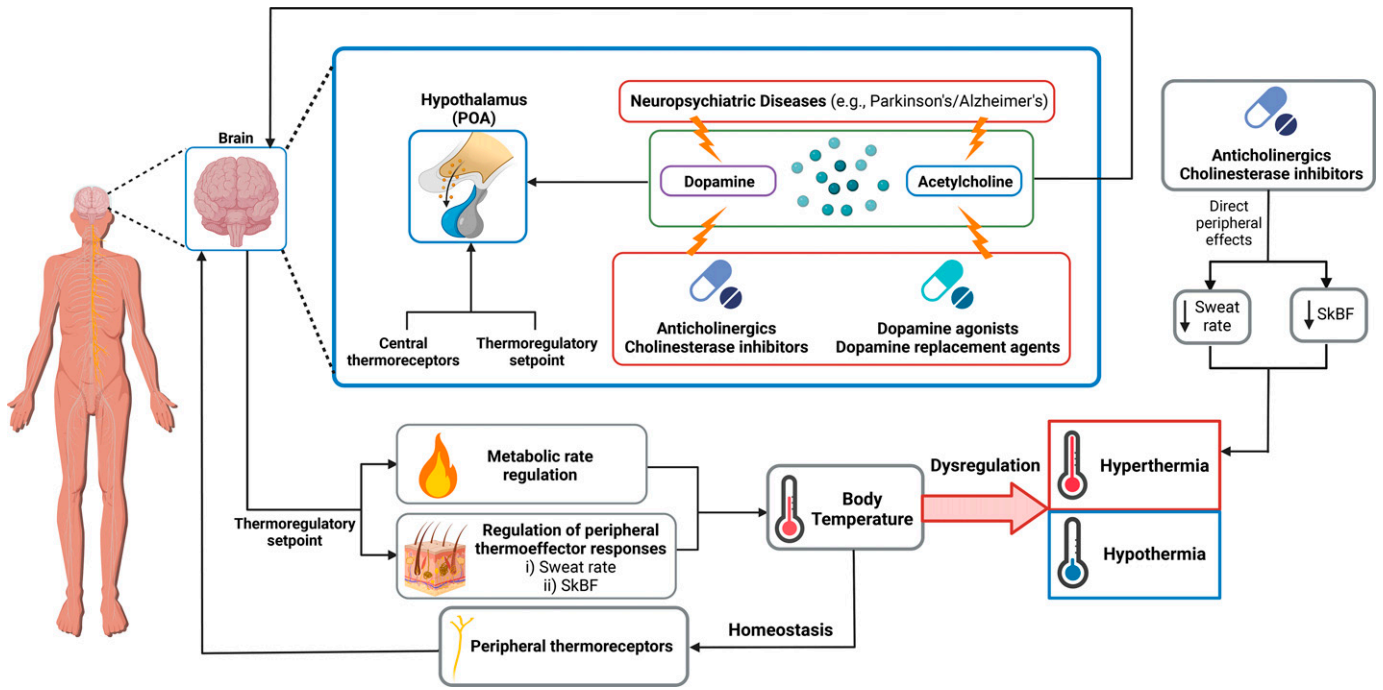 Brain
Hypothalamus
(POA)
Neuropsychiatric Diseases (e.g., Parkinson's/Alzheimer's)
Dopamine
Acetylcholine
Central
thermoreceptors
Thermoregulatory
setpoint
Anticholinergics
Cholinesterase inhibitors
Dopamine agonists
Dopamine replacement agents
Anticholinergics
Cholinesterase inhibitors
Direct
peripheral
effects
Sweat
rate
SkBF
Thermoregulatory
setpoint
Metabolic rate
regulation
Regulation of peripheral
thermoeffector responses
i) Sweat rate
ii) SkBF
Body
Temperature
Dysregulation
Hyperthermia
Hypothermia
Homeostasis
Peripheral thermoreceptors